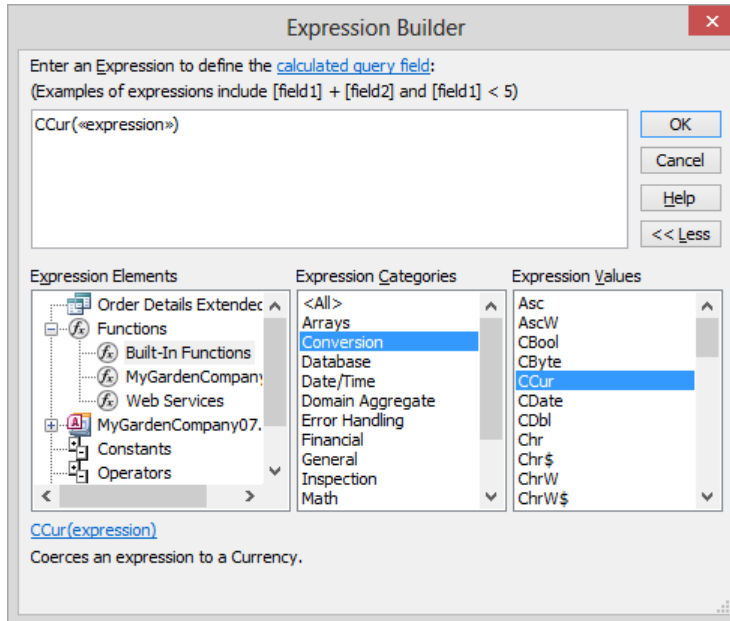 Expression Builder
Enter an Expression to define the calculated query field:
(Examples of expressions include [field1] + [field2] and [field1] < 5)
CCur(«expression»)
OK
Cancel
Help
<< Less
Expression Elements
Order Details Extended
Functions
Built-In Functions
MyGardenCompany
Web Services
MyGardenCompany07.
Constants
Operators
Expression Categories
<All>
Arrays
Conversion
Database
Date/Time
Domain Aggregate
Error Handling
Financial
General
Inspection
Math
Expression Values
Asc
AscW
CBool
CByte
CCur
CDate
CDbl
Chr
Chr$
ChrW
ChrW$
CCur(expression)
Coerces an expression to a Currency.